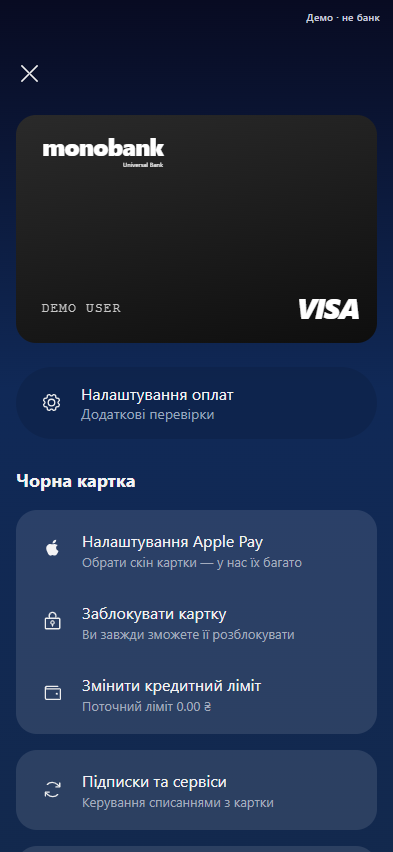 Демо · не банк
monobank
Universal Bank
DEMO USER
VISA
Налаштування оплат
Додаткові перевірки
Чорна картка
Налаштування Apple Pay
Обрати скін картки — у нас їх багато
Заблокувати картку
Ви завжди зможете її розблокувати
Змінити кредитний ліміт
Поточний ліміт 0.00 ₴
Підписки та сервіси
Керування списаннями з картки